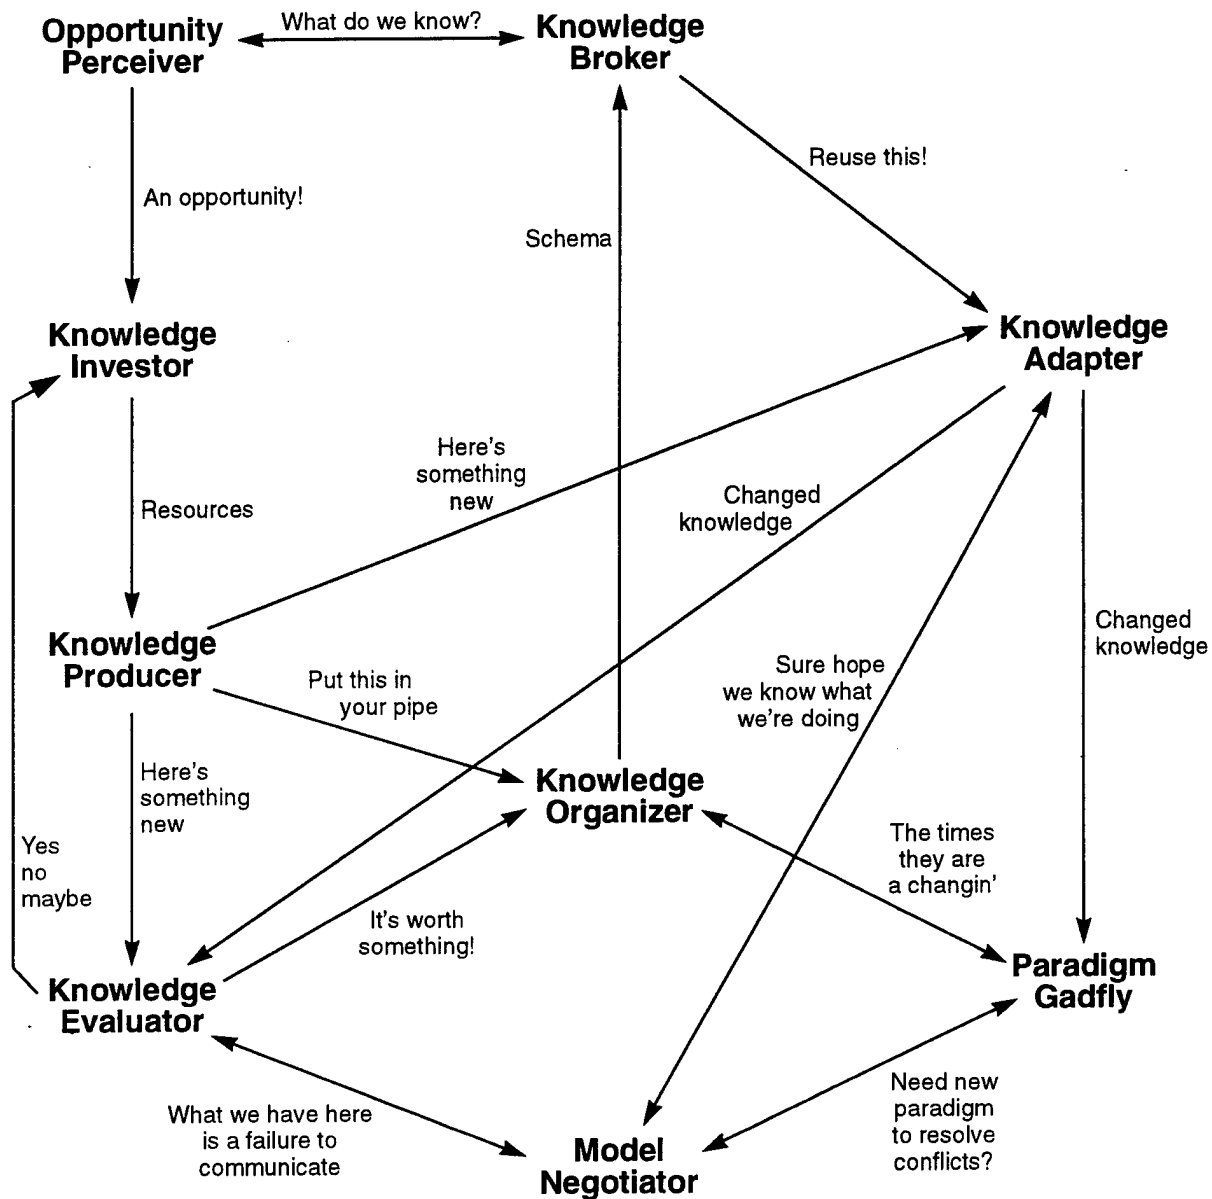 Opportunity
Perceiver
What do we know?
Knowledge
Broker
Reuse this!
An opportunity!
Schema
Knowledge
Investor
Knowledge
Adapter
Here's
something
new
Changed
knowledge
Resources
Knowledge
Producer
Put this in
your pipe
Sure hope
we know what
we're doing
Changed
knowledge
Here's
something
new
Knowledge
Organizer
Yes
no
maybe
It's worth
something!
The times
they are
a changin'
Knowledge
Evaluator
Paradigm
Gadfly
What we have here
is a failure to
communicate
Model
Negotiator
Need new
paradigm
to resolve
conflicts?